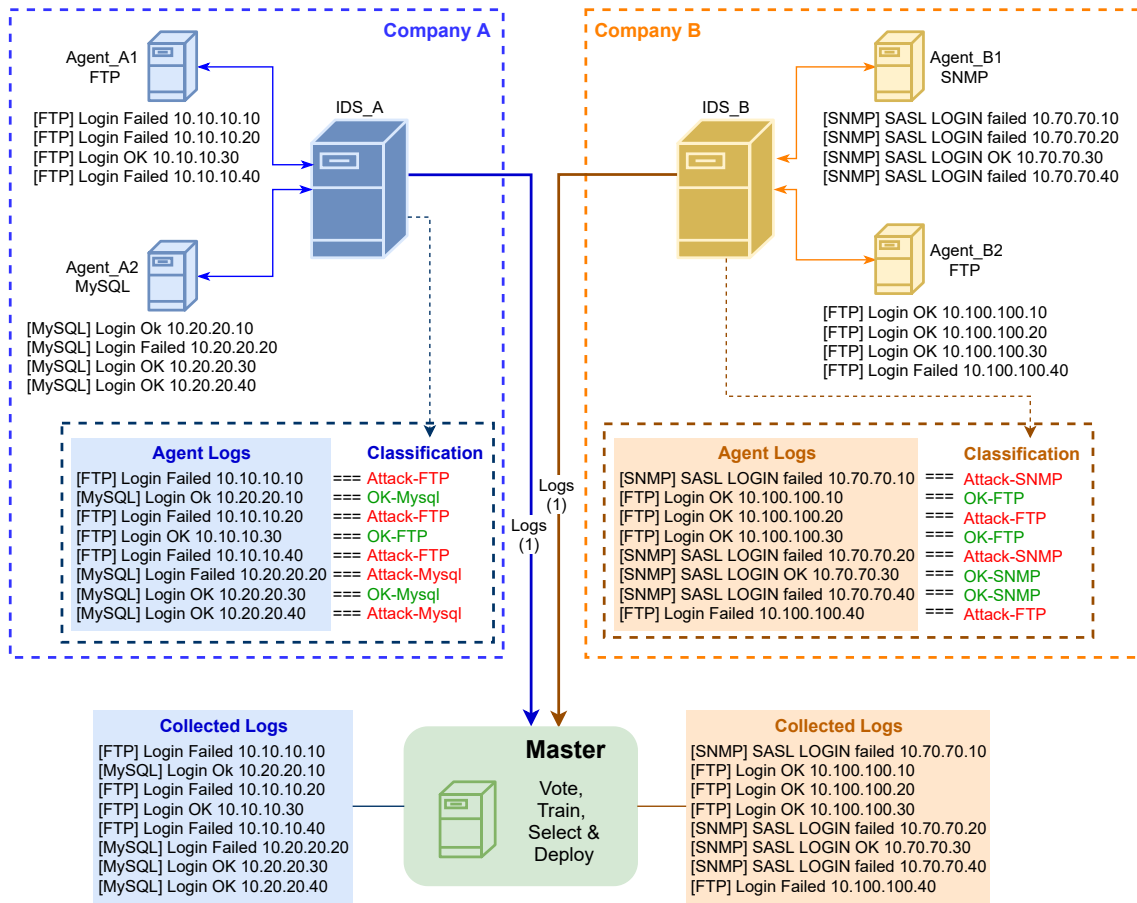 Company A
Agent_A1
FTP
[FTP] Login Failed 10.10.10.10
[FTP] Login Failed 10.10.10.20
[FTP] Login OK 10.10.10.30
[FTP] Login Failed 10.10.10.40
IDS_A
Agent_A2
MySQL
[MySQL] Login Ok 10.20.20.10
[MySQL] Login Failed 10.20.20.20
[MySQL] Login OK 10.20.20.30
[MySQL] Login OK 10.20.20.40
Agent Logs Classification
[FTP] Login Failed 10.10.10.10 === Attack-FTP
[MySQL] Login Ok 10.20.20.10 === OK-Mysql
[FTP] Login Failed 10.10.10.20 === Attack-FTP
[FTP] Login OK 10.10.10.30 === OK-FTP
[FTP] Login Failed 10.10.10.40 === Attack-FTP
[MySQL] Login Failed 10.20.20.20 === Attack-Mysql
[MySQL] Login OK 10.20.20.30 === OK-Mysql
[MySQL] Login OK 10.20.20.40 === Attack-Mysql
Logs
(1)
Logs
(1)
Company B
IDS_B
Agent_B1
SNMP
[SNMP] SASL LOGIN failed 10.70.70.10
[SNMP] SASL LOGIN failed 10.70.70.20
[SNMP] SASL LOGIN OK 10.70.70.30
[SNMP] SASL LOGIN failed 10.70.70.40
Agent_B2
FTP
[FTP] Login OK 10.100.100.10
[FTP] Login OK 10.100.100.20
[FTP] Login OK 10.100.100.30
[FTP] Login Failed 10.100.100.40
Agent Logs Classification
[SNMP] SASL LOGIN failed 10.70.70.10 === Attack-SNMP
[FTP] Login OK 10.100.100.10 === OK-FTP
[FTP] Login OK 10.100.100.20 === Attack-FTP
[FTP] Login OK 10.100.100.30 === OK-FTP
[SNMP] SASL LOGIN failed 10.70.70.20 === Attack-SNMP
[SNMP] SASL LOGIN OK 10.70.70.30 === OK-SNMP
[SNMP] SASL LOGIN failed 10.70.70.40 === OK-SNMP
[FTP] Login Failed 10.100.100.40 === Attack-FTP
Collected Logs
[FTP] Login Failed 10.10.10.10
[MySQL] Login Ok 10.20.20.10
[FTP] Login Failed 10.10.10.20
[FTP] Login OK 10.10.10.30
[FTP] Login Failed 10.10.10.40
[MySQL] Login Failed 10.20.20.20
[MySQL] Login OK 10.20.20.30
[MySQL] Login OK 10.20.20.40
Master
Vote,
Train,
Select &
Deploy
Collected Logs
[SNMP] SASL LOGIN failed 10.70.70.10
[FTP] Login OK 10.100.100.10
[FTP] Login OK 10.100.100.20
[FTP] Login OK 10.100.100.30
[SNMP] SASL LOGIN failed 10.70.70.20
[SNMP] SASL LOGIN OK 10.70.70.30
[SNMP] SASL LOGIN failed 10.70.70.40
[FTP] Login Failed 10.100.100.40